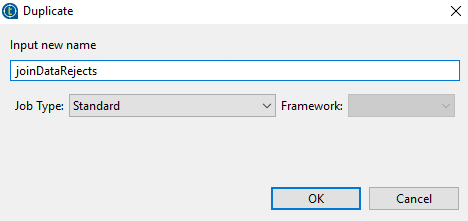 Duplicate
Input new name
joinDataRejects
Job Type: Standard Framework:
OK Cancel